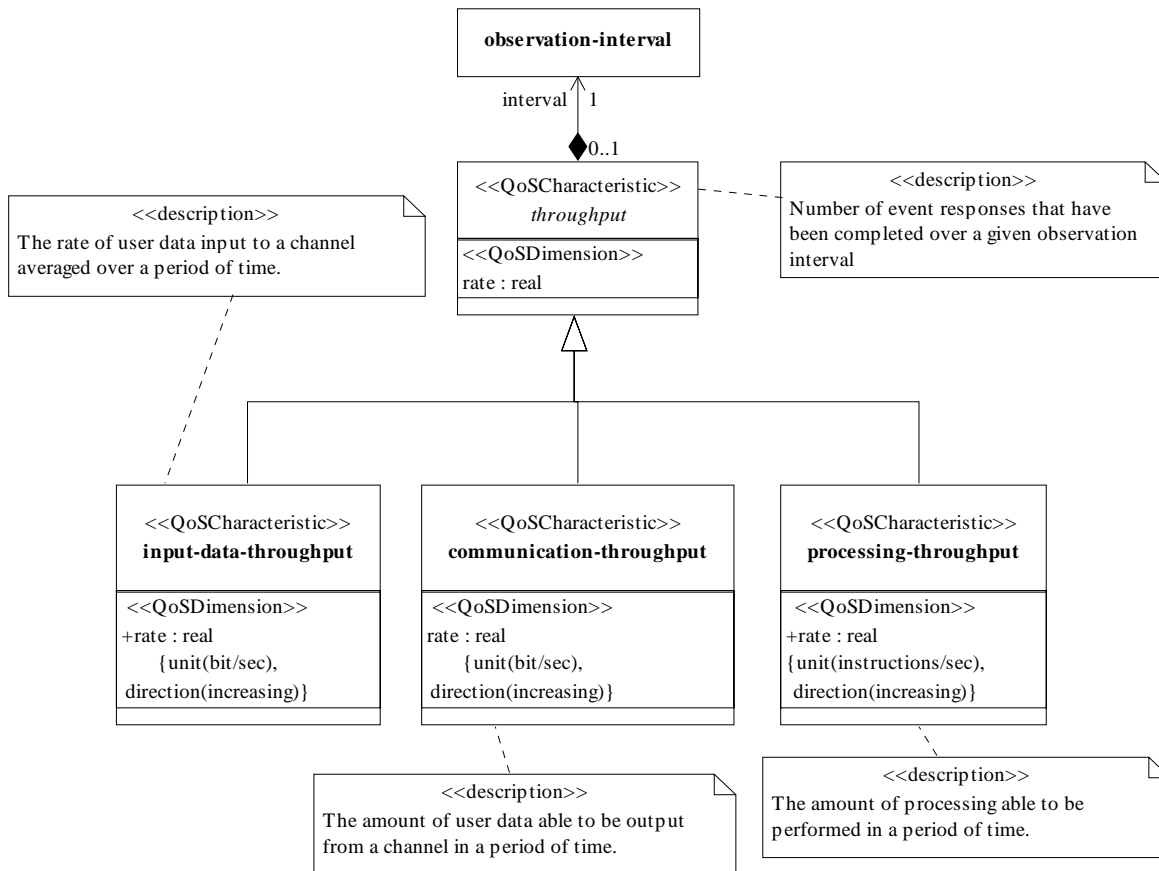 observation-interval
interval 1
0..1
<<QoSCharacteristic>>
throughput
<<QoSDimension>>
rate : real
<<description>>
Number of event responses that have
been completed over a given observation
interval
<<description>>
The rate of user data input to a channel
averaged over a period of time.
<<QoSCharacteristic>>
input-data-throughput
<<QoSDimension>>
+rate : real
{unit(bit/sec),
direction(increasing)}
<<QoSCharacteristic>>
communication-throughput
<<QoSDimension>>
rate : real
{unit(bit/sec),
direction(increasing)}
<<QoSCharacteristic>>
processing-throughput
<<QoSDimension>>
+rate : real
{unit(instructions/sec),
direction(increasing)}
<<description>>
The amount of user data able to be output
from a channel in a period of time.
<<description>>
The amount of processing able to be
performed in a period of time.